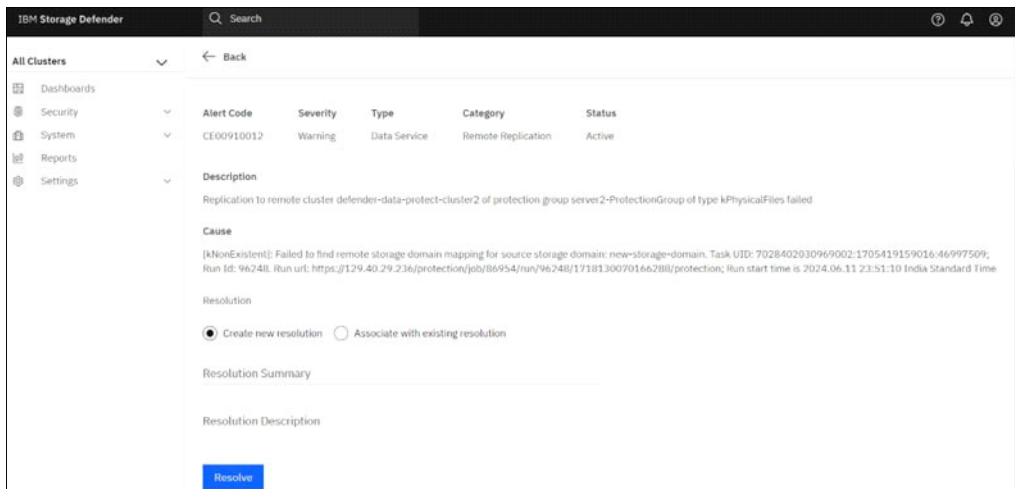 IBM Storage Defender
Search
All Clusters
Back
Dashboards
Security
System
Reports
Settings
Alert Code Severity Type Category Status
CE00910012 Warning Data Service Remote Replication Active
Description
Replication to remote cluster defender-data-protect-cluster2 of protection group server2-ProtectionGroup of type kPhysicalFiles failed
Cause
[kNonExistent]: Failed to find remote storage domain mapping for source storage domain: new-storage-domain. Task UID: 7028402030969002:1705419159016:46997509;
Run Id: 96248. Run url: https://129.40.29.236/protection/job/86954/run/96248/1718130070166288/protection; Run start time is 2024.06.11 23:51:10 India Standard Time
Resolution
Create new resolution Associate with existing resolution
Resolution Summary
Resolution Description
Resolve